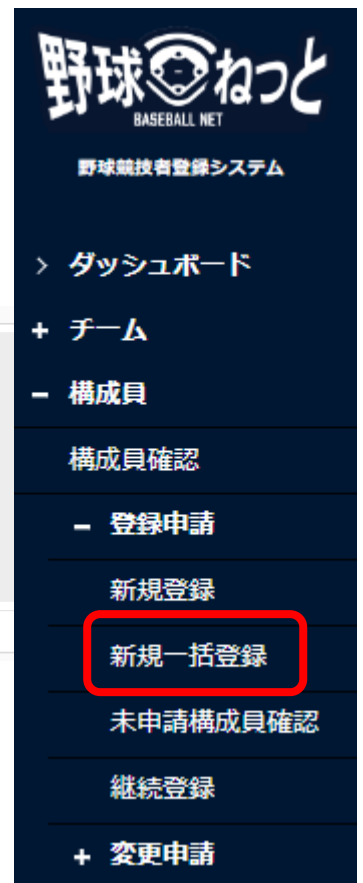 野球ねっと
BASEBALL NET
野球競技者登録システム
> ダッシュボード
+ チーム
− 構成員
構成員確認
− 登録申請
新規登録
新規一括登録
未申請構成員確認
継続登録
+ 変更申請